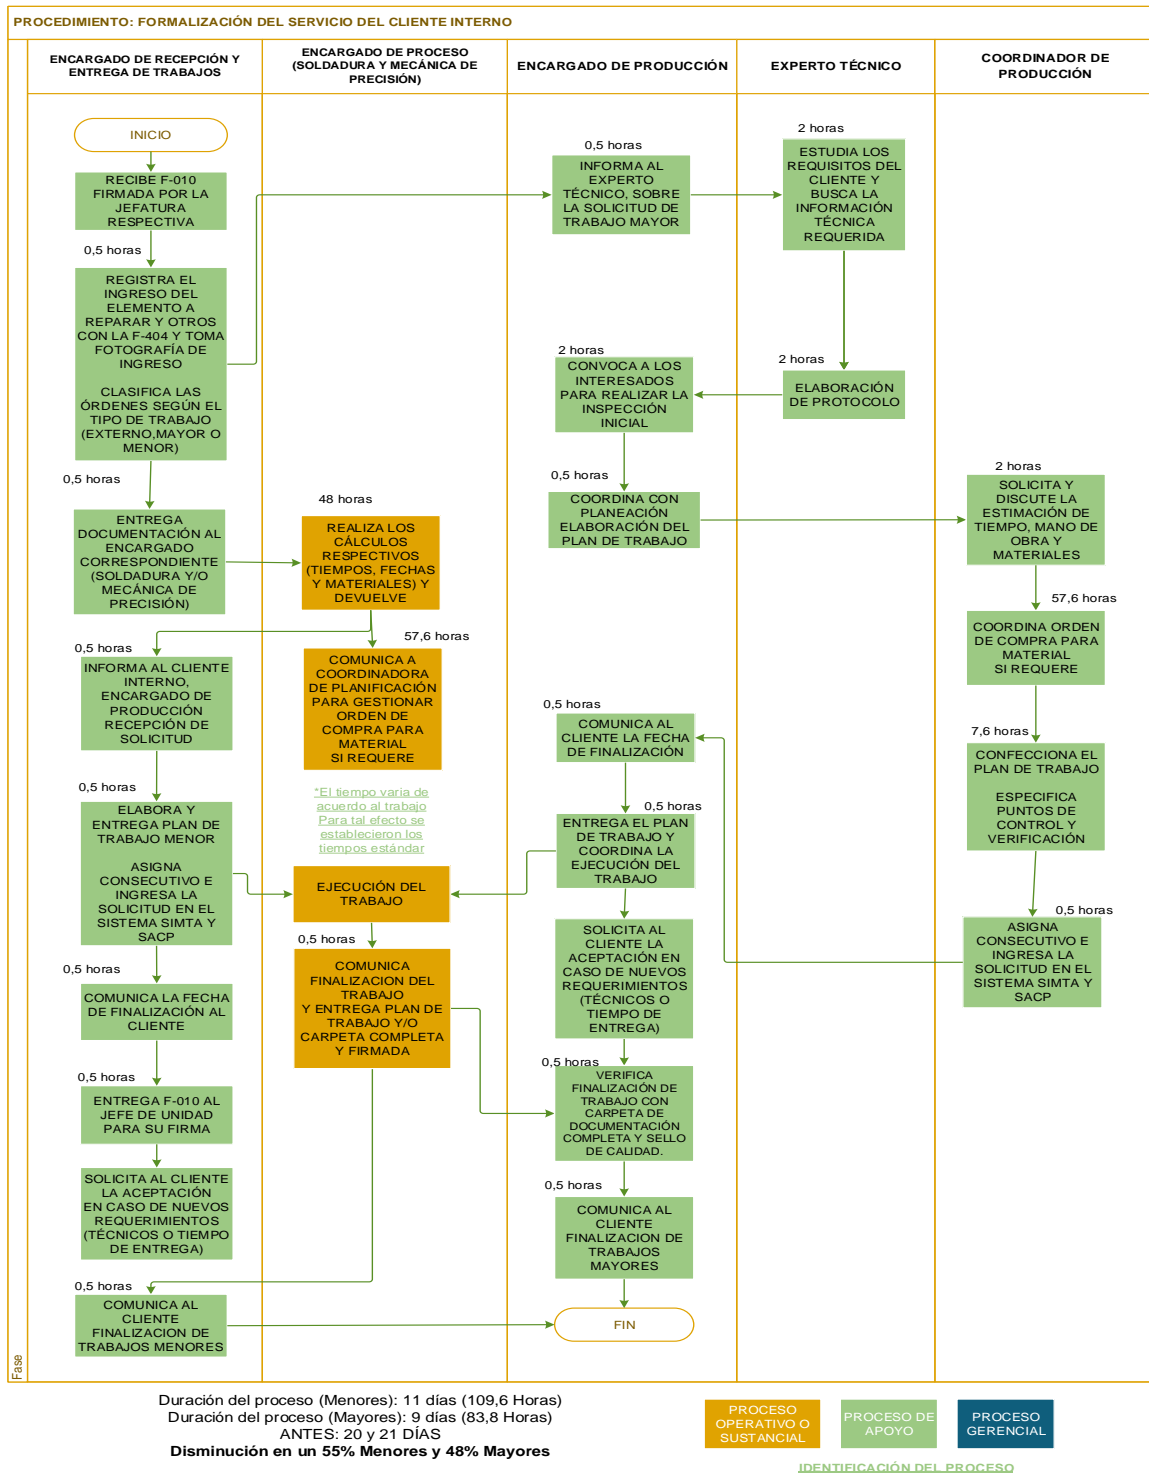 PROCEDIMIENTO: FORMALIZACIÓN DEL SERVICIO DEL CLIENTE INTERNO
Fase
ENCARGADO DE RECEPCIÓN Y
ENTREGA DE TRABAJOS
ENCARGADO DE PROCESO
(SOLDADURA Y MECÁNICA DE
PRECISIÓN)
ENCARGADO DE PRODUCCIÓN
EXPERTO TÉCNICO
COORDINADOR DE
PRODUCCIÓN
INICIO
RECIBE F-010
FIRMADA POR LA
JEFATURA
RESPECTIVA
0,5 horas
REGISTRA EL
INGRESO DEL
ELEMENTO A
REPARAR Y OTROS
CON LA F-404 Y TOMA
FOTOGRAFÍA DE
INGRESO
CLASIFICA LAS
ÓRDENES SEGÚN EL
TIPO DE TRABAJO
(EXTERNO,MAYOR O
MENOR)
0,5 horas
ENTREGA
DOCUMENTACIÓN AL
ENCARGADO
CORRESPONDIENTE
(SOLDADURA Y/O
MECÁNICA DE
PRECISIÓN)
0,5 horas
INFORMA AL CLIENTE
INTERNO,
ENCARGADO DE
PRODUCCIÓN
RECEPCIÓN DE
SOLICITUD
0,5 horas
ELABORA Y
ENTREGA PLAN DE
TRABAJO MENOR
ASIGNA
CONSECUTIVO E
INGRESA LA
SOLICITUD EN EL
SISTEMA SIMTA Y
SACP
0,5 horas
COMUNICA LA FECHA
DE FINALIZACIÓN AL
CLIENTE
0,5 horas
ENTREGA F-010 AL
JEFE DE UNIDAD
PARA SU FIRMA
SOLICITA AL CLIENTE
LA ACEPTACIÓN
EN CASO DE NUEVOS
REQUERIMIENTOS
(TÉCNICOS O TIEMPO
DE ENTREGA)
0,5 horas
COMUNICA AL
CLIENTE
FINALIZACION DE
TRABAJOS MENORES
48 horas
REALIZA LOS
CÁLCULOS
RESPECTIVOS
(TIEMPOS, FECHAS
Y MATERIALES) Y
DEVUELVE
57,6 horas
COMUNICA A
COORDINADORA
DE PLANIFICACIÓN
PARA GESTIONAR
ORDEN DE
COMPRA PARA
MATERIAL
SI REQUERE
*El tiempo varia de
acuerdo al trabajo
Para tal efecto se
establecieron los
tiempos estándar
EJECUCIÓN DEL
TRABAJO
0,5 horas
COMUNICA
FINALIZACION DEL
TRABAJO
Y ENTREGA PLAN DE
TRABAJO Y/O
CARPETA COMPLETA
Y FIRMADA
0,5 horas
INFORMA AL
EXPERTO
TÉCNICO, SOBRE
LA SOLICITUD DE
TRABAJO MAYOR
2 horas
CONVOCA A LOS
INTERESADOS
PARA REALIZAR LA
INSPECCIÓN
INICIAL
0,5 horas
COORDINA CON
PLANEACIÓN
ELABORACIÓN DEL
PLAN DE TRABAJO
0,5 horas
COMUNICA AL
CLIENTE LA FECHA
DE FINALIZACIÓN
0,5 horas
ENTREGA EL PLAN
DE TRABAJO Y
COORDINA LA
EJECUCIÓN DEL
TRABAJO
SOLICITA AL
CLIENTE LA
ACEPTACIÓN EN
CASO DE NUEVOS
REQUERIMIENTOS
(TÉCNICOS O
TIEMPO DE
ENTREGA)
0,5 horas
VERIFICA
FINALIZACIÓN DE
TRABAJO CON
CARPETA DE
DOCUMENTACIÓN
COMPLETA Y SELLO
DE CALIDAD.
0,5 horas
COMUNICA AL
CLIENTE
FINALIZACION DE
TRABAJOS
MAYORES
FIN
2 horas
ESTUDIA LOS
REQUISITOS DEL
CLIENTE Y
BUSCA LA
INFORMACIÓN
TÉCNICA
REQUERIDA
2 horas
ELABORACIÓN
DE PROTOCOLO
2 horas
SOLICITA Y
DISCUTE LA
ESTIMACIÓN DE
TIEMPO, MANO DE
OBRA Y
MATERIALES
57,6 horas
COORDINA ORDEN
DE COMPRA PARA
MATERIAL
SI REQUERE
7,6 horas
CONFECCIONA EL
PLAN DE TRABAJO
ESPECIFICA
PUNTOS DE
CONTROL Y
VERIFICACIÓN
0,5 horas
ASIGNA
CONSECUTIVO E
INGRESA LA
SOLICITUD EN EL
SISTEMA SIMTA Y
SACP
Duración del proceso (Menores): 11 días (109,6 Horas)
Duración del proceso (Mayores): 9 días (83,8 Horas)
ANTES: 20 y 21 DÍAS
Disminución en un 55% Menores y 48% Mayores
PROCESO
OPERATIVO O
SUSTANCIAL
PROCESO DE
APOYO
PROCESO
GERENCIAL
IDENTIFICACIÓN DEL PROCESO